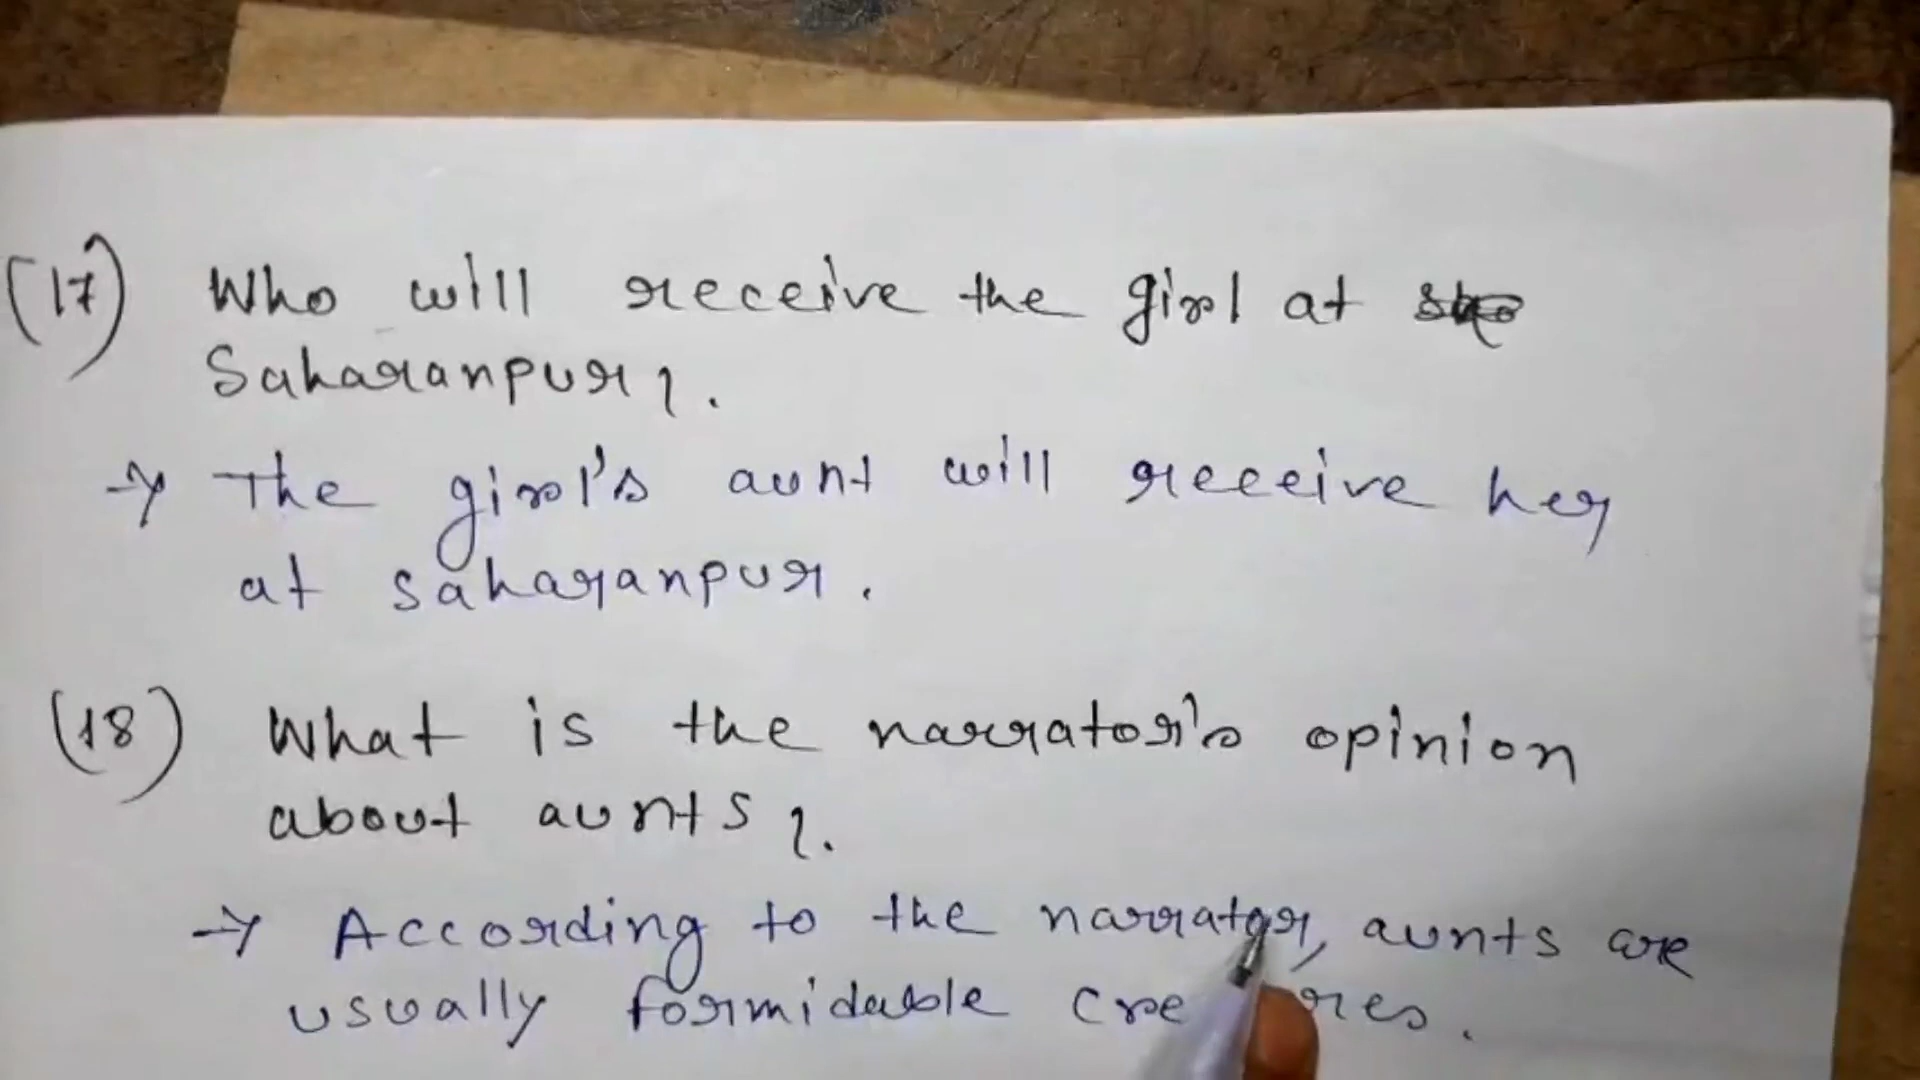 (17) Who will receive the girl at
Saharanpur ?.
→ The girl's aunt will receive her
at saharanpur.
(18) What is the narrator's opinion
about aunts ?.
→ According to the narrator, aunts are
usually formidable